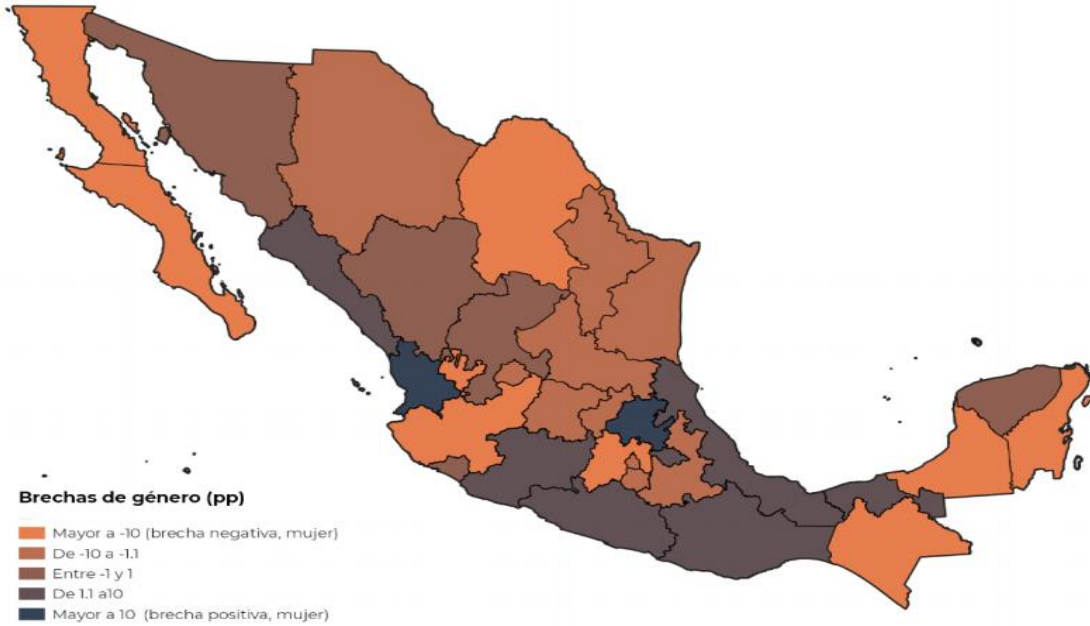 Brechas de género (pp)
Mayor a -10 (brecha negativa, mujer)
De -10 a -1.1
Entre -1 y 1
De 1.1 a10
Mayor a 10 (brecha positiva, mujer)